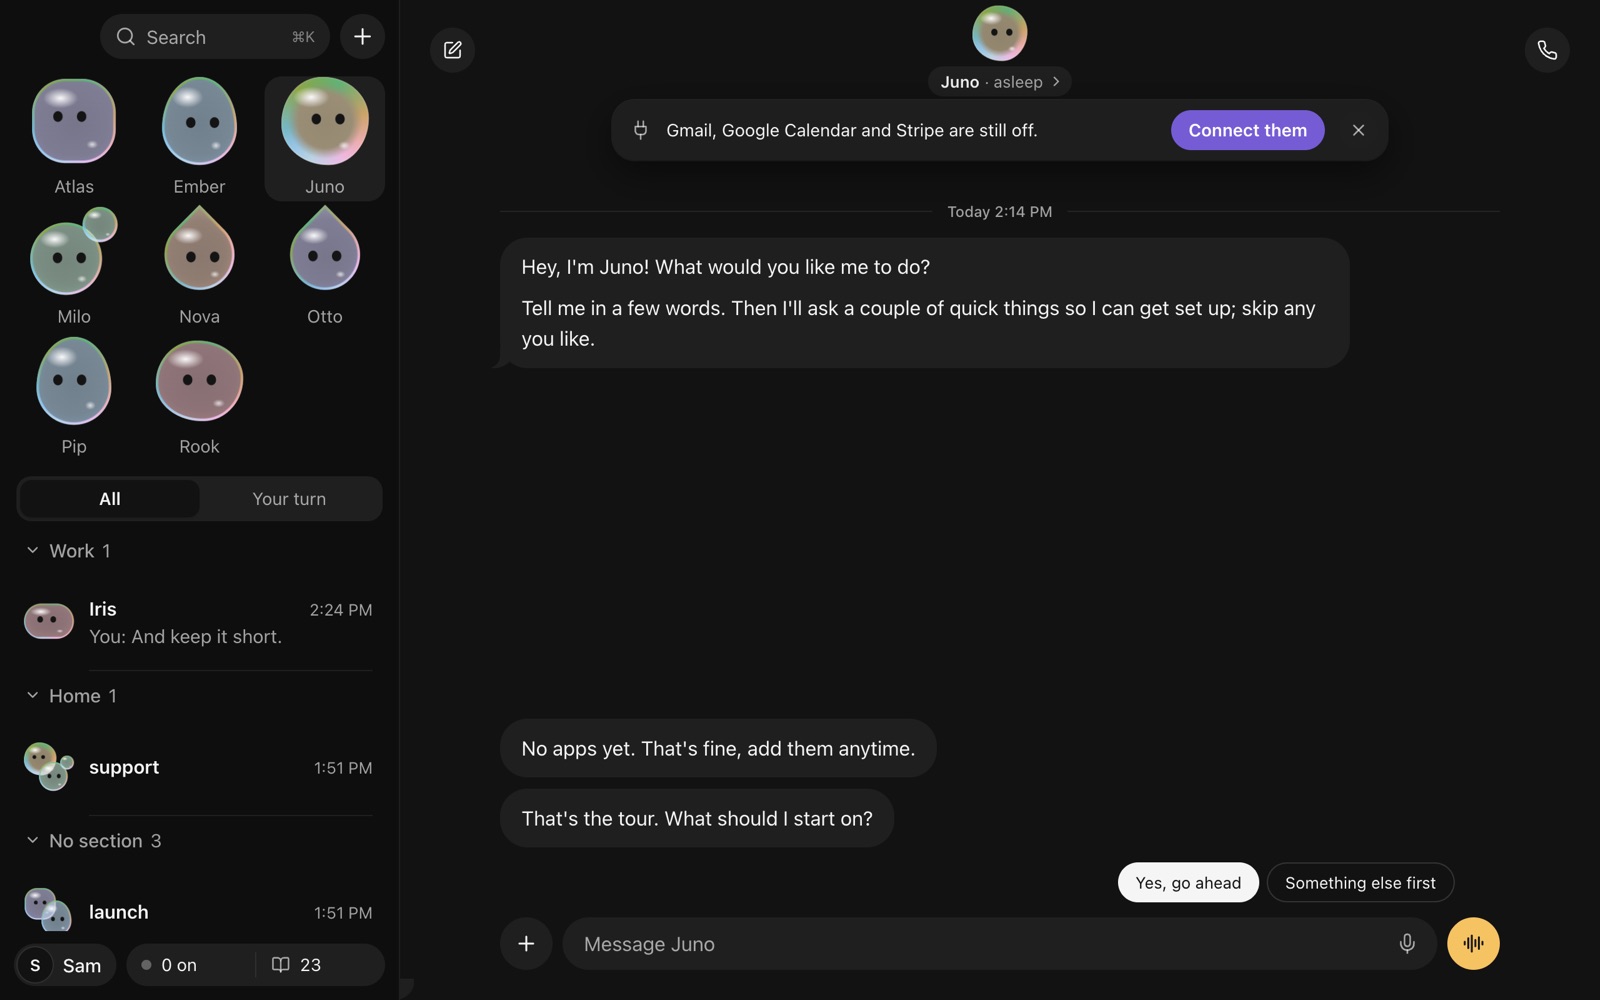 Search ⌘K
Atlas
Ember
Juno
Milo
Nova
Otto
Pip
Rook
All
Your turn
Work 1
Iris 2:24 PM
You: And keep it short.
Home 1
support 1:51 PM
No section 3
launch 1:51 PM
S Sam
0 on
23
Juno · asleep
Gmail, Google Calendar and Stripe are still off.
Connect them
Today 2:14 PM
Hey, I'm Juno! What would you like me to do?
Tell me in a few words. Then I'll ask a couple of quick things so I can get set up; skip any
you like.
No apps yet. That's fine, add them anytime.
That's the tour. What should I start on?
Yes, go ahead
Something else first
Message Juno